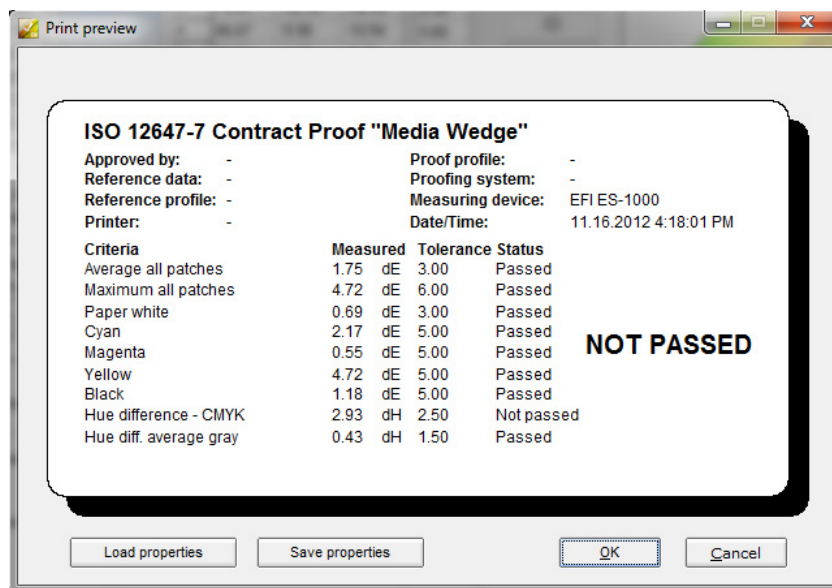 Print preview
ISO 12647-7 Contract Proof "Media Wedge"
Approved by: - Proof profile: -
Reference data: - Proofing system: -
Reference profile: - Measuring device: EFI ES-1000
Printer: - Date/Time: 11.16.2012 4:18:01 PM
Criteria Measured Tolerance Status
Average all patches 1.75 dE 3.00 Passed
Maximum all patches 4.72 dE 6.00 Passed
Paper white 0.69 dE 3.00 Passed
Cyan 2.17 dE 5.00 Passed
Magenta 0.55 dE 5.00 Passed
Yellow 4.72 dE 5.00 Passed
Black 1.18 dE 5.00 Passed
Hue difference - CMYK 2.93 dH 2.50 Not passed
Hue diff. average gray 0.43 dH 1.50 Passed
NOT PASSED
Load properties Save properties OK Cancel